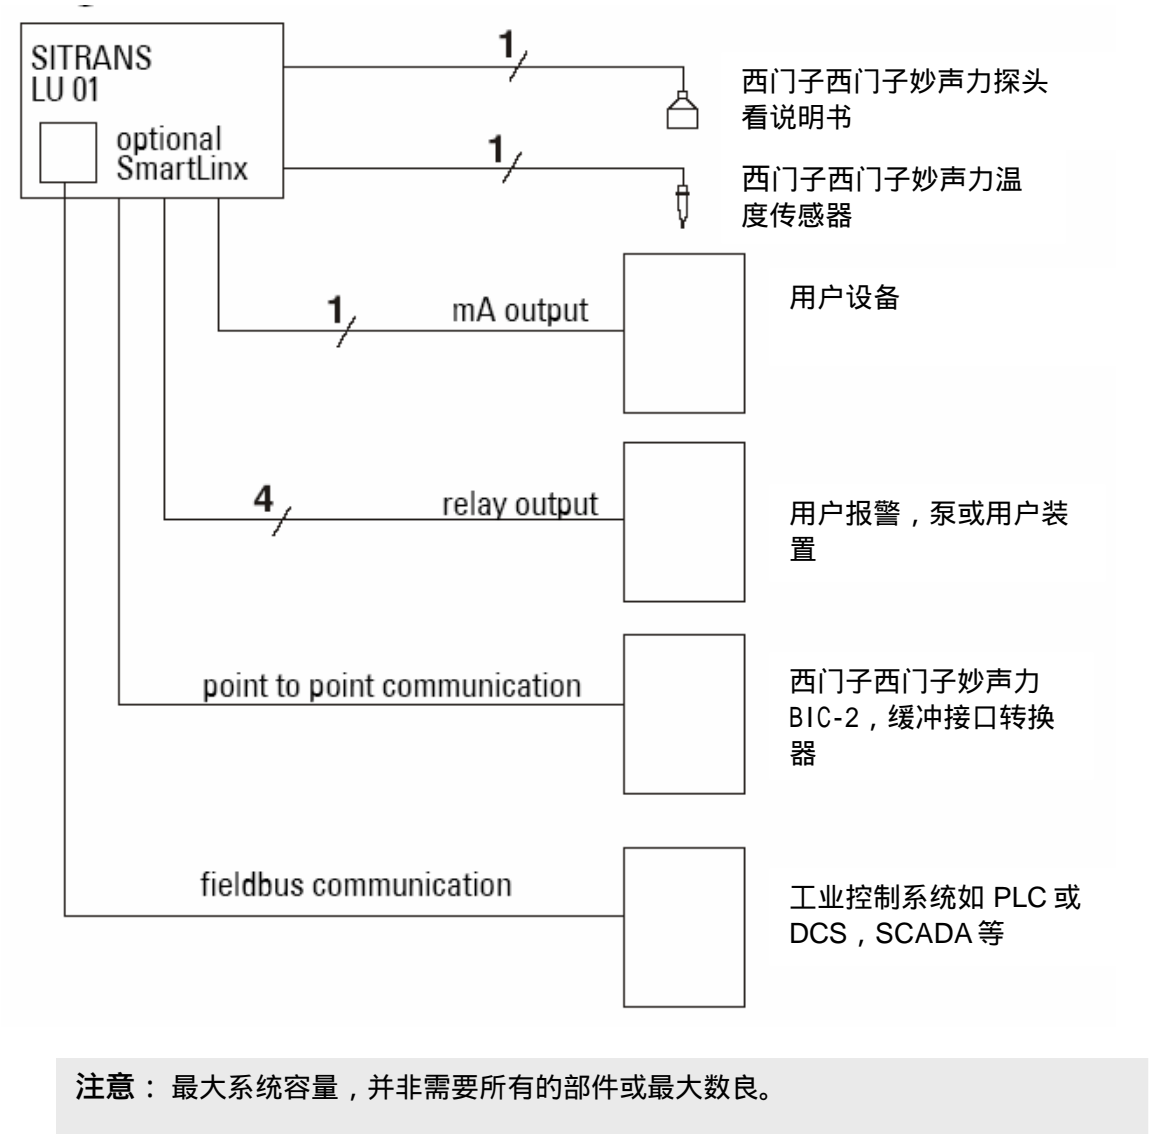 SITRANS
LU 01
optional
SmartLinx
1
西门子西门子妙声力探头
看说明书
1
西门子西门子妙声力温
度传感器
1
mA output
用户设备
4
relay output
用户报警，泵或用户装
置
point to point communication
西门子西门子妙声力
BIC-2，缓冲接口转换
器
fieldbus communication
工业控制系统如 PLC 或
DCS，SCADA 等
注意： 最大系统容量，并非需要所有的部件或最大数良。